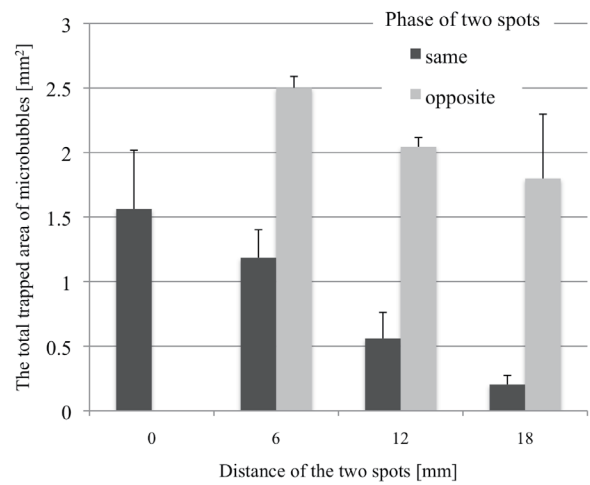 Phase of two spots
same
opposite
The total trapped area of microbubbles [mm²]
3
2.5
2
1.5
1
0.5
0
0 6 12 18
Distance of the two spots [mm]